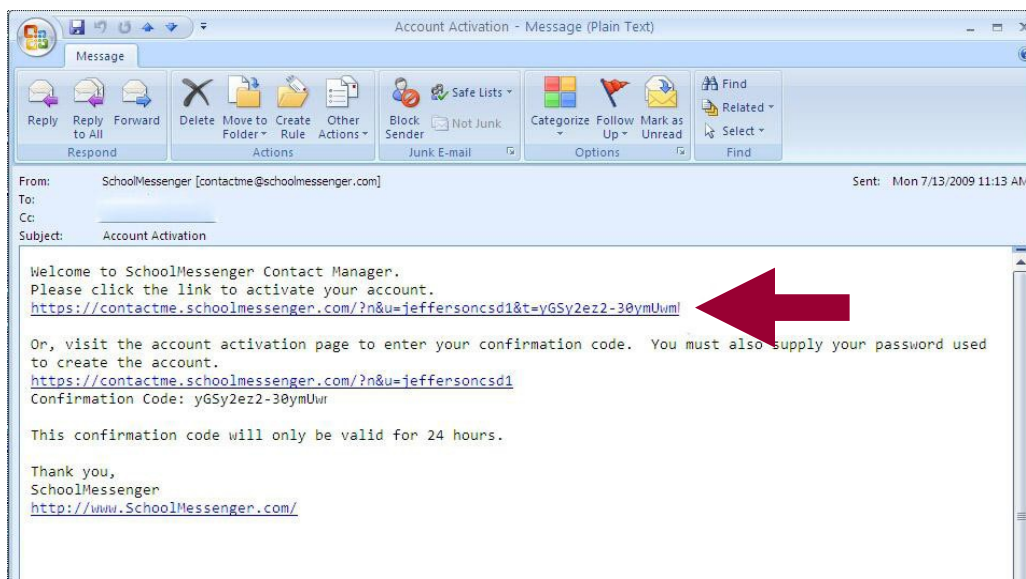 Account Activation - Message (Plain Text)
Message
Reply
Reply to All
Forward
Respond
Delete
Move to Folder
Create Rule
Other Actions
Actions
Block Sender
Safe Lists
Not Junk
Junk E-mail
Categorize
Follow Up
Mark as Unread
Options
Find
Related
Select
Find
From: SchoolMessenger [contactme@schoolmessenger.com]
Sent: Mon 7/13/2009 11:13 AM
To:
Cc:
Subject: Account Activation
Welcome to SchoolMessenger Contact Manager.
Please click the link to activate your account.
https://contactme.schoolmessenger.com/?n&u=jeffersoncsd1&t=yGSy2ez2-30ymUwm
Or, visit the account activation page to enter your confirmation code. You must also supply your password used
to create the account.
https://contactme.schoolmessenger.com/?n&u=jeffersoncsd1
Confirmation Code: yGSy2ez2-30ymUw
This confirmation code will only be valid for 24 hours.
Thank you,
SchoolMessenger
http://www.SchoolMessenger.com/